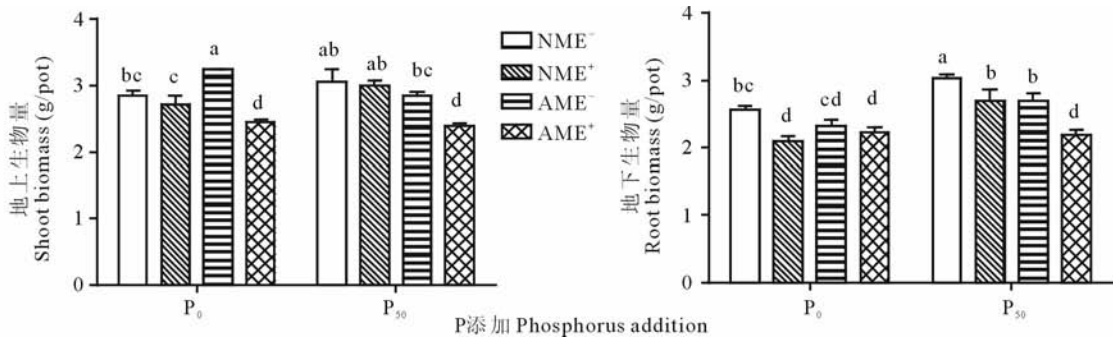 地上生物量
Shoot biomass (g/pot)
4
3
2
1
0
bc
c
a
d
ab
ab
bc
d
P₀
P₅₀
NME⁻
NME⁺
AME⁻
AME⁺
地下生物量
Root biomass (g/pot)
4
3
2
1
0
bc
d
cd
d
a
b
b
d
P₀
P₅₀
P添加 Phosphorus addition